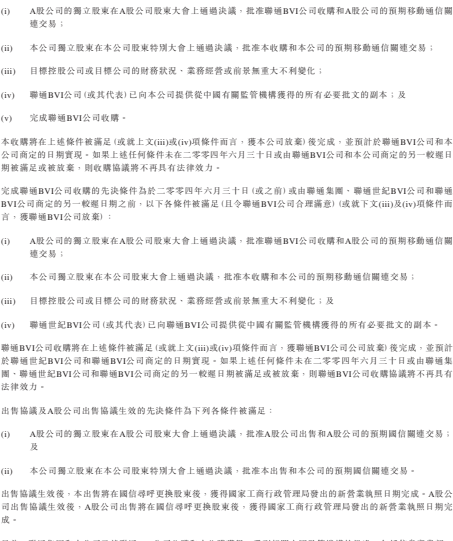 (i) A股公司的獨立股東在A股公司股東大會上通過決議，批准聯通BVI公司收購和A股公司的預期移動通信關
連交易；
(ii) 本公司獨立股東在本公司股東特別大會上通過決議，批准本收購和本公司的預期移動通信關連交易；
(iii) 目標控股公司或目標公司的財務狀況、業務經營或前景無重大不利變化；
(iv) 聯通BVI公司(或其代表)已向本公司提供從中國有關監管機構獲得的所有必要批文的副本；及
(v) 完成聯通BVI公司收購。
本收購將在上述條件被滿足(或就上文(iii)或(iv)項條件而言，獲本公司放棄)後完成，並預計於聯通BVI公司和本
公司商定的日期實現。如果上述任何條件未在二零零四年六月三十日或由聯通BVI公司和本公司商定的另一較遲日
期被滿足或被放棄，則收購協議將不再具有法律效力。
完成聯通BVI公司收購的先決條件為於二零零四年六月三十日(或之前)或由聯通集團、聯通世紀BVI公司和聯通
BVI公司商定的另一較遲日期之前，以下各條件被滿足(且令聯通BVI公司合理滿意)(或就下文(iii)及(iv)項條件而
言，獲聯通BVI公司放棄)：
(i) A股公司的獨立股東在A股公司股東大會上通過決議，批准聯通BVI公司收購和A股公司的預期移動通信關
連交易；
(ii) 本公司獨立股東在本公司股東大會上通過決議，批准本收購和本公司的預期移動通信關連交易；
(iii) 目標控股公司或目標公司的財務狀況、業務經營或前景無重大不利變化；及
(iv) 聯通世紀BVI公司(或其代表)已向聯通BVI公司提供從中國有關監管機構獲得的所有必要批文的副本。
聯通BVI公司收購將在上述條件被滿足(或就上文(iii)或(iv)項條件而言，獲聯通BVI公司公司放棄)後完成，並預計
於聯通世紀BVI公司和聯通BVI公司商定的日期實現。如果上述任何條件未在二零零四年六月三十日或由聯通集
團、聯通世紀BVI公司和聯通BVI公司商定的另一較遲日期被滿足或被放棄，則聯通BVI公司收購協議將不再具有
法律效力。
出售協議及A股公司出售協議生效的先決條件為下列各條件被滿足：
(i) A股公司的獨立股東在A股公司股東大會上通過決議，批准A股公司出售和A股公司的預期國信關連交易；
及
(ii) 本公司獨立股東在本公司股東特別大會上通過決議，批准本出售和本公司的預期國信關連交易。
出售協議生效後，本出售將在國信尋呼更換股東後，獲得國家工商行政管理局發出的新營業執照日期完成。A股公
司出售協議生效後，A股公司出售將在國信尋呼更換股東後，獲得國家工商行政管理局發出的新營業執照日期完
成。